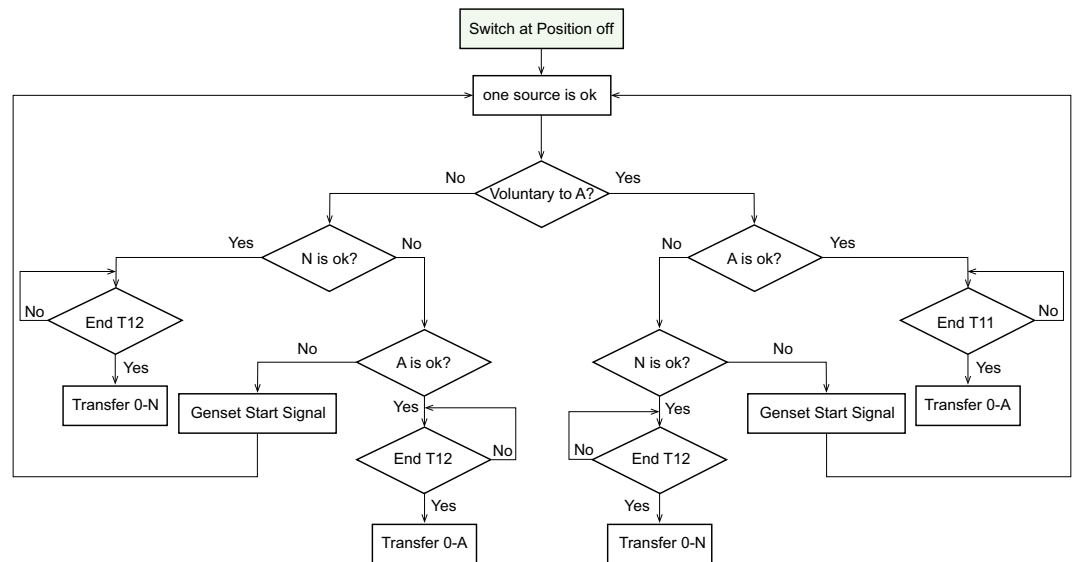 Switch at Position off
one source is ok
No
Voluntary to A?
Yes
Yes
N is ok?
No
No
A is ok?
Yes
No
End T12
Yes
Transfer 0-N
No
A is ok?
Genset Start Signal
Yes
End T12
No
Yes
Transfer 0-A
N is ok?
No
Yes
Genset Start Signal
No
End T12
Yes
Transfer 0-N
End T11
No
Yes
Transfer 0-A